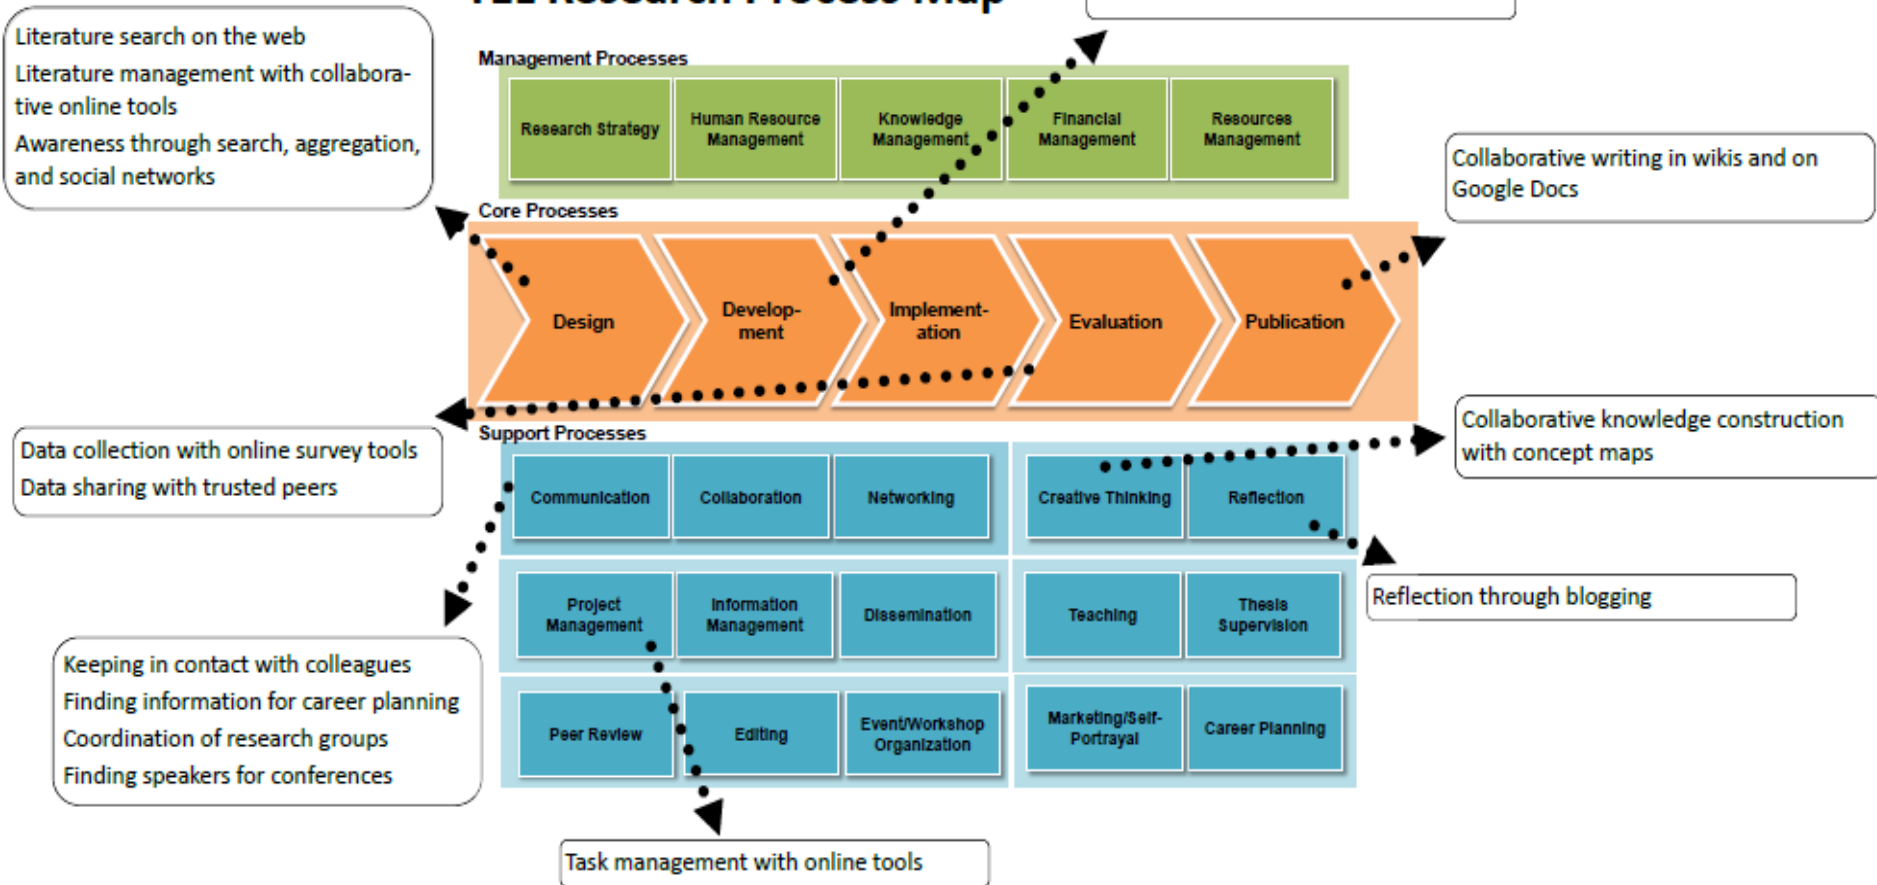 Research Process Map
Literature search on the web
Literature management with collabora-
tive online tools
Awareness through search, aggregation,
and social networks
Management Processes
Research Strategy
Human Resource
Management
Knowledge
Management
Financial
Management
Resources
Management
Collaborative writing in wikis and on
Google Docs
Core Processes
Design
Develop-
ment
Implement-
ation
Evaluation
Publication
Data collection with online survey tools
Data sharing with trusted peers
Support Processes
Communication
Collaboration
Networking
Creative Thinking
Reflection
Collaborative knowledge construction
with concept maps
Project
Management
Information
Management
Dissemination
Teaching
Thesis
Supervision
Reflection through blogging
Keeping in contact with colleagues
Finding information for career planning
Coordination of research groups
Finding speakers for conferences
Peer Review
Editing
Event/Workshop
Organization
Marketing/Self-
Portrayal
Career Planning
Task management with online tools